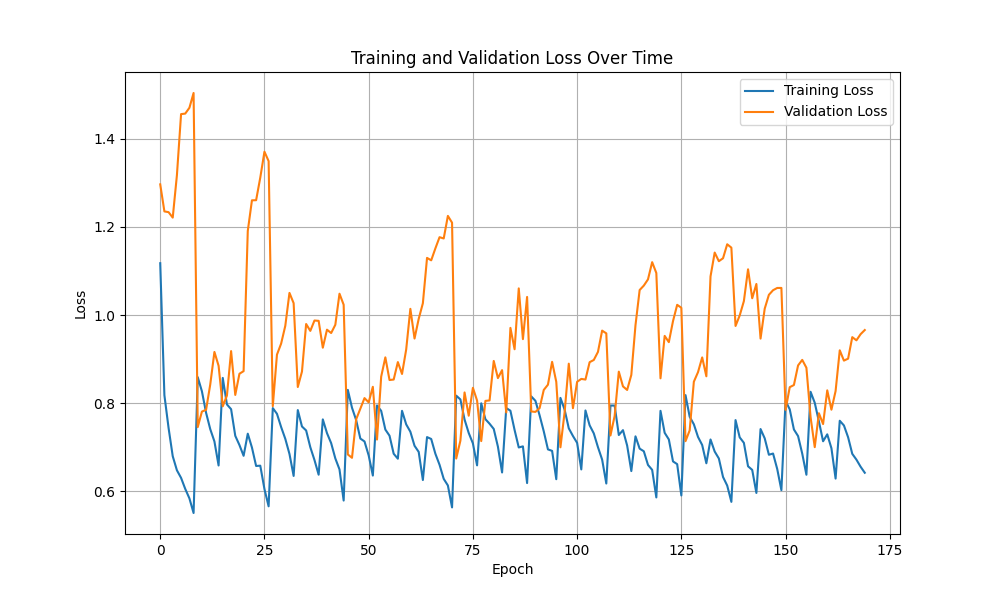 Training and Validation Loss Over Time
Training Loss
Validation Loss
1.4
1.2
1.0
0.8
0.6
Loss
0
25
50
75
100
125
150
175
Epoch